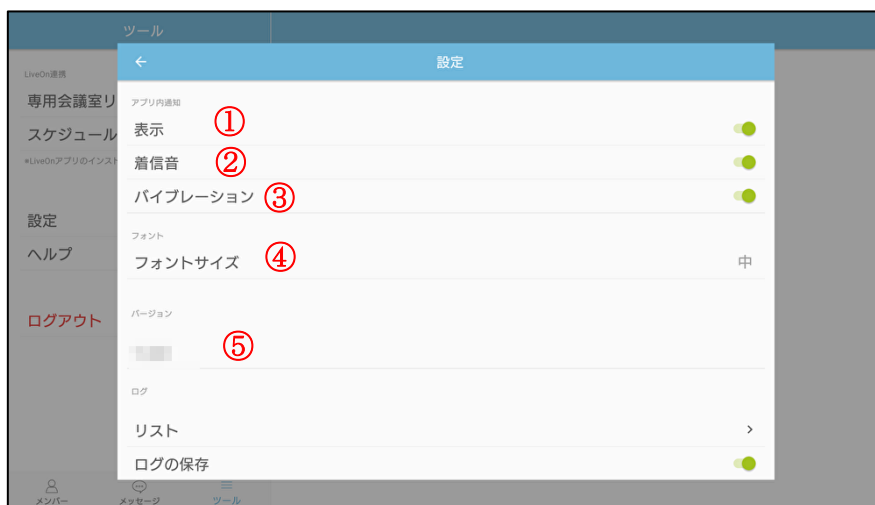 ツール
設定
LiveOn連携
専用会議室リ
スケジュール
*LiveOnアプリのインスト
設定
ヘルプ
ログアウト
アプリ内通知
表示 ①
着信音 ②
バイブレーション ③
フォント
フォントサイズ ④ 中
バージョン
⑤
ログ
リスト
ログの保存
メンバー メッセージ ツール